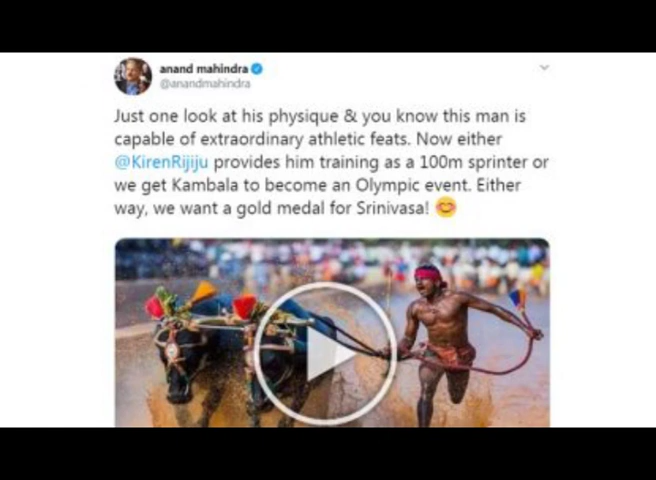 anand mahindra
@anandmahindra
Just one look at his physique & you know this man is
capable of extraordinary athletic feats. Now either
@KirenRijiju provides him training as a 100m sprinter or
we get Kambala to become an Olympic event. Either
way, we want a gold medal for Srinivasa! 😊